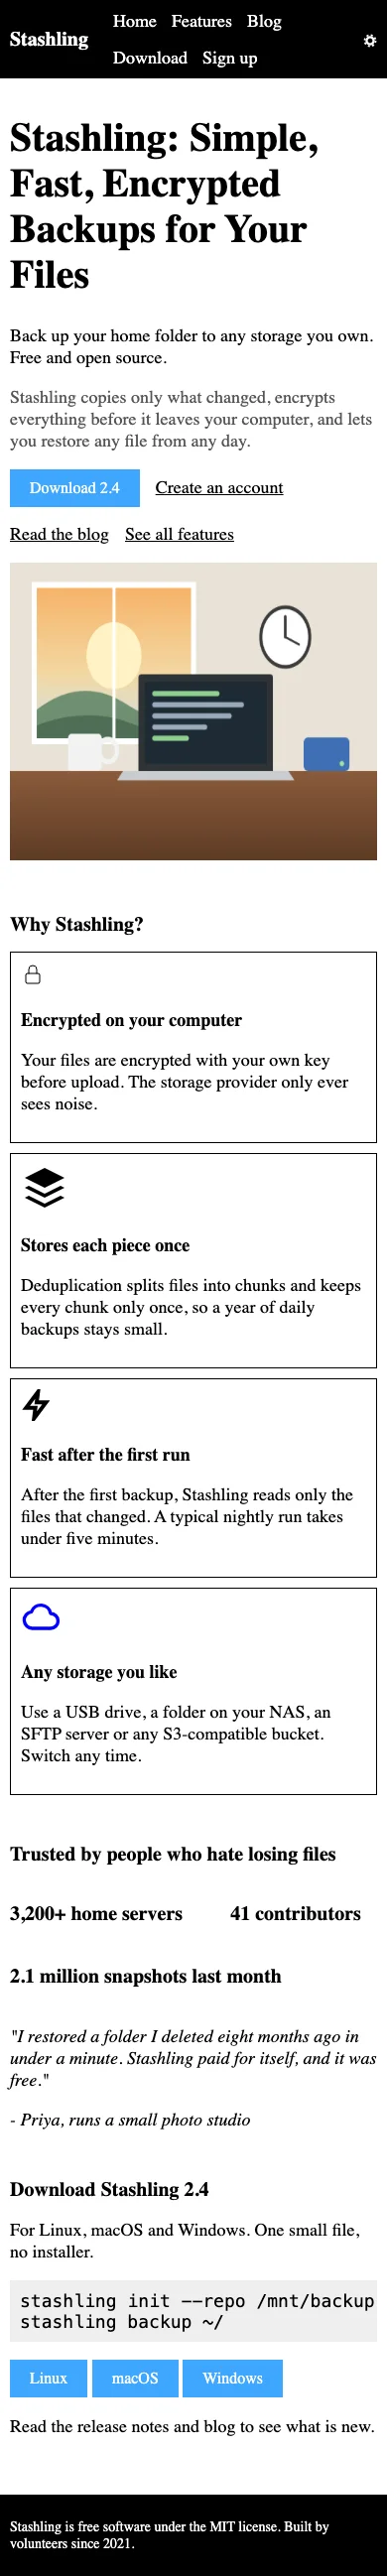 Stashling
Home Features Blog
Download Sign up
Stashling: Simple,
Fast, Encrypted
Backups for Your
Files
Back up your home folder to any storage you own.
Free and open source.
Stashling copies only what changed, encrypts
everything before it leaves your computer, and lets
you restore any file from any day.
Download 2.4 Create an account
Read the blog See all features
Why Stashling?
Encrypted on your computer
Your files are encrypted with your own key
before upload. The storage provider only ever
sees noise.
Stores each piece once
Deduplication splits files into chunks and keeps
every chunk only once, so a year of daily
backups stays small.
Fast after the first run
After the first backup, Stashling reads only the
files that changed. A typical nightly run takes
under five minutes.
Any storage you like
Use a USB drive, a folder on your NAS, an
SFTP server or any S3-compatible bucket.
Switch any time.
Trusted by people who hate losing files
3,200+ home servers 41 contributors
2.1 million snapshots last month
"I restored a folder I deleted eight months ago in
under a minute. Stashling paid for itself, and it was
free."
- Priya, runs a small photo studio
Download Stashling 2.4
For Linux, macOS and Windows. One small file,
no installer.
stashling init --repo /mnt/backup
stashling backup ~/
Linux macOS Windows
Read the release notes and blog to see what is new.
Stashling is free software under the MIT license. Built by
volunteers since 2021.